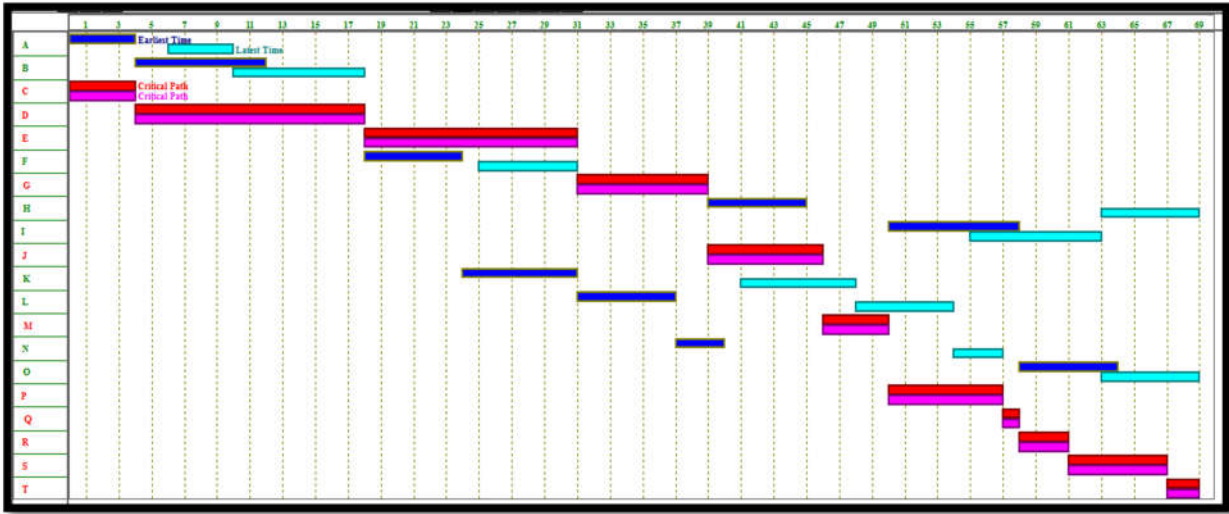 1 3 5 7 9 11 13 15 17 19 21 23 25 27 29 31 33 35 37 39 41 43 45 47 49 51 53 55 57 59 61 63 65 67 69
A Earliest Time
Latest Time
B
C Critical Path
Critical Path
D
E
F
G
H
I
J
K
L
M
N
O
P
Q
R
S
T